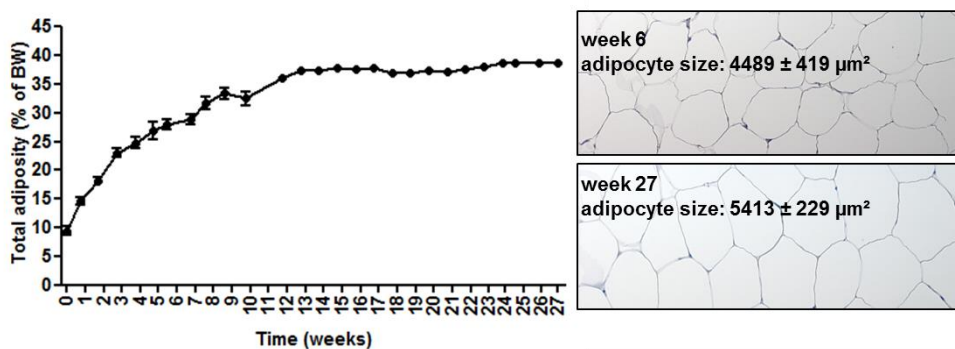 Total adiposity (% of BW)
45
40
35
30
25
20
15
10
5
0
0 1 2 3 4 5 6 7 8 9 10 11 12 13 14 15 16 17 18 19 20 21 22 23 24 25 26 27
Time (weeks)
week 6
adipocyte size: 4489 ± 419 µm²
week 27
adipocyte size: 5413 ± 229 µm²